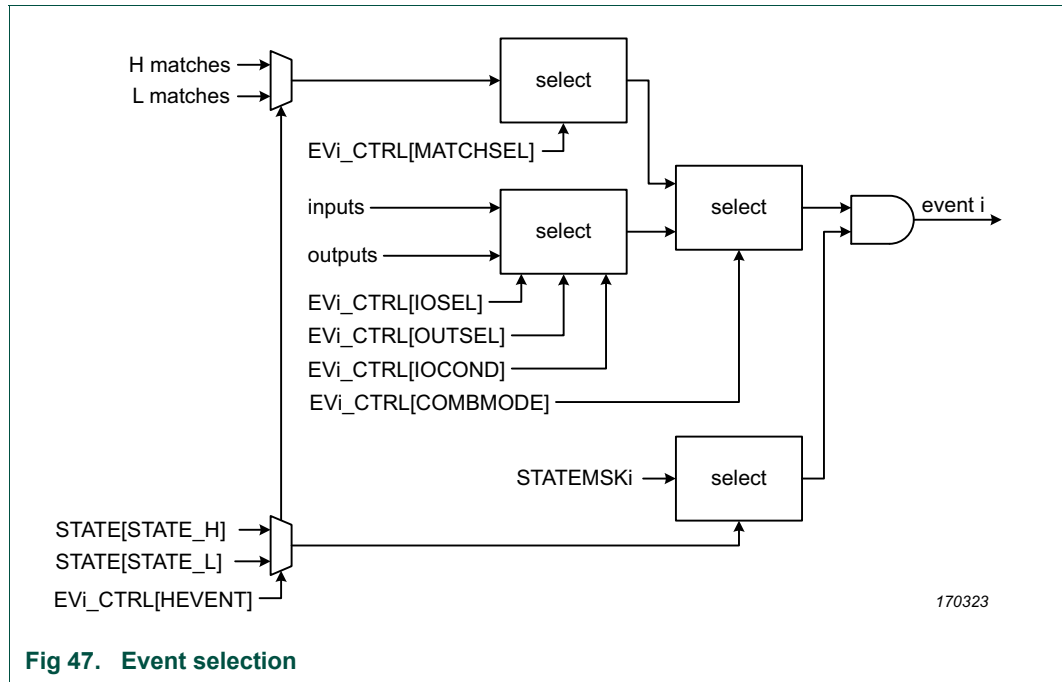 H matches
L matches
select
EVi_CTRL[MATCHSEL]
inputs
outputs
select
select
event i
EVi_CTRL[IOSEL]
EVi_CTRL[OUTSEL]
EVi_CTRL[IOCOND]
EVi_CTRL[COMBMODE]
STATEMSKi
select
STATE[STATE_H]
STATE[STATE_L]
EVi_CTRL[HEVENT]
170323
Fig 47. Event selection